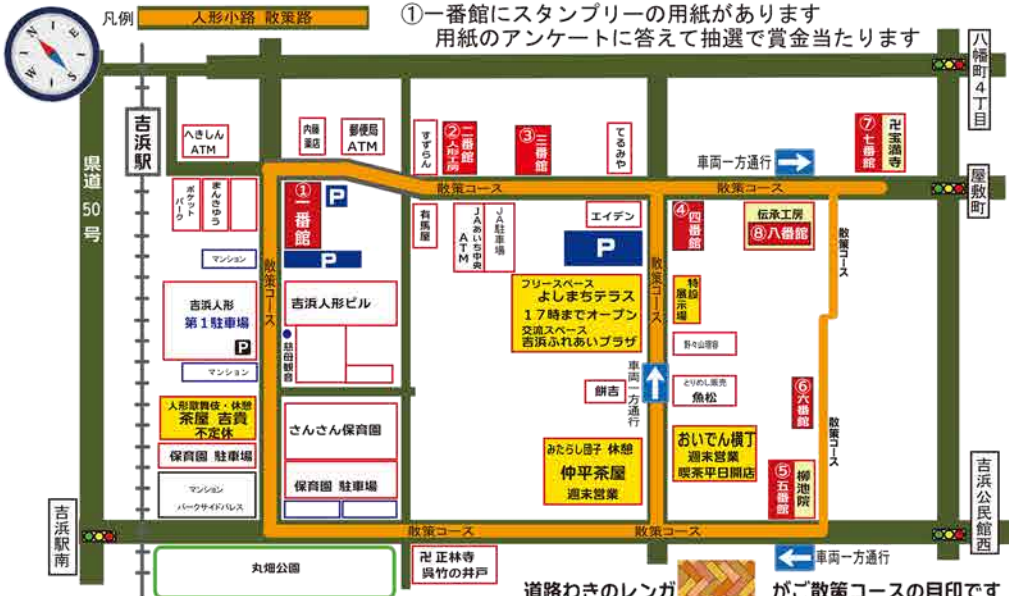 凡例
人形小路 散策路
①一番館にスタンプリーの用紙があります
用紙のアンケートに答えて抽選で賞金当たります
N
E
S
W
八幡町4丁目
吉浜駅
へきしん
ATM
内藤
薬店
郵便局
ATM
すずらん
②二番館
人形工房
③三番館
てるみや
⑦七番館
卍宝満寺
車両一方通行
県道50号
屋敷町
散策コース
散策コース
ポケット
パーク
まんきゅう
①一番館
P
P
有馬屋
JAあいち中央
ATM
JA駐車場
エイデン
P
④四番館
伝承工房
⑧八番館
散策コース
マンション
散策コース
散策コース
吉浜人形
第1駐車場
P
吉浜人形ビル
フリースペース
よしまちテラス
17時までオープン
交流スペース
吉浜ふれあいプラザ
特設
展示場
慈母観音
マンション
車両一方通行
とりめし販売
魚松
餅吉
⑥六番館
人形歌舞伎・休憩
茶屋 吉貴
不定休
さんさん保育園
散策コース
保育園 駐車場
みたらし団子 休憩
仲平茶屋
週末営業
おいでん横丁
週末営業
喫茶平日開店
⑤五番館
柳池院
マンション
パークサイドパレス
保育園 駐車場
吉浜駅南
吉浜公民館西
散策コース
散策コース
丸畑公園
卍正林寺
呉竹の井戸
車両一方通行
道路わきのレンガ
がご散策コースの目印です